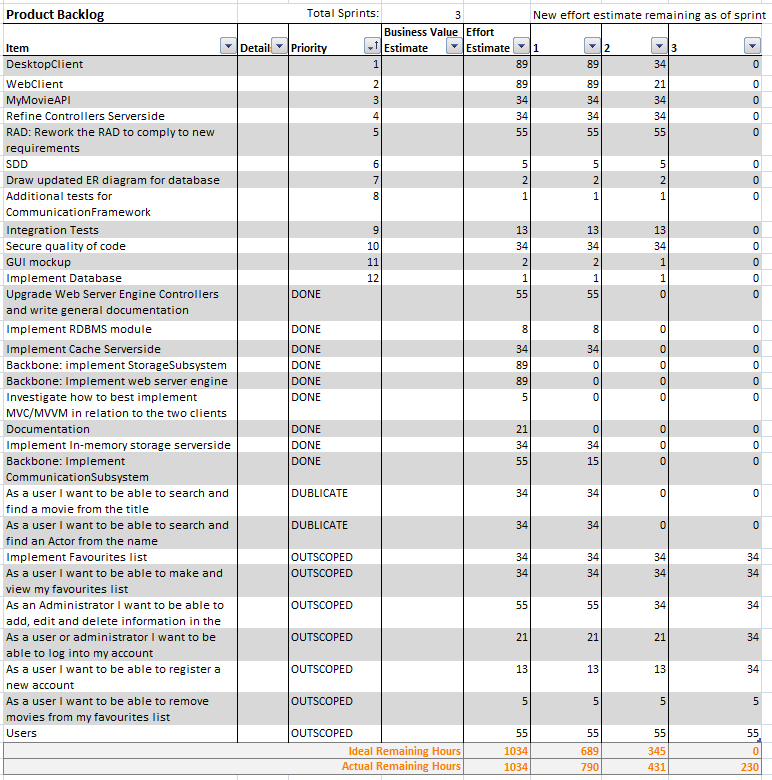 Product Backlog Total Sprints: 3 New effort estimate remaining as of sprint
Business Value Effort
Item Detail Priority Estimate Estimate 1 2 3
DesktopClient 1 89 89 34 0
WebClient 2 89 89 21 0
MyMovieAPI 3 34 34 34 0
Refine Controllers Serverside 4 34 34 34 0
RAD: Rework the RAD to comply to new 5 55 55 55 0
requirements
SDD 6 5 5 5 0
Draw updated ER diagram for database 7 2 2 2 0
Additional tests for 8 1 1 1 0
CommunicationFramework
Integration Tests 9 13 13 13 0
Secure quality of code 10 34 34 34 0
GUI mockup 11 2 2 1 0
Implement Database 12 1 1 1 0
Upgrade Web Server Engine Controllers DONE 55 55 0 0
and write general documentation
Implement RDBMS module DONE 8 8 0 0
Implement Cache Serverside DONE 34 34 0 0
Backbone: implement StorageSubsystem DONE 89 0 0 0
Backbone: Implement web server engine DONE 89 0 0 0
Investigate how to best implement DONE 5 0 0 0
MVC/MVVM in relation to the two clients
Documentation DONE 21 0 0 0
Implement In-memory storage serverside DONE 34 34 0 0
Backbone: Implement DONE 55 15 0 0
CommunicationSubsystem
As a user I want to be able to search and DUBLICATE 34 34 0 0
find a movie from the title
As a user I want to be able to search and DUBLICATE 34 34 0 0
find an Actor from the name
Implement Favourites list OUTSCOPED 34 34 34 34
As a user I want to be able to make and OUTSCOPED 34 34 34 34
view my favourites list
As an Administrator I want to be able to OUTSCOPED 55 55 34 34
add, edit and delete information in the
As a user or administrator I want to be OUTSCOPED 21 21 21 34
able to log into my account
As a user I want to be able to register a OUTSCOPED 13 13 13 34
new account
As a user I want to be able to remove OUTSCOPED 5 5 5 5
movies from my favourites list
Users OUTSCOPED 55 55 55 55
Ideal Remaining Hours 1034 689 345 0
Actual Remaining Hours 1034 790 431 230